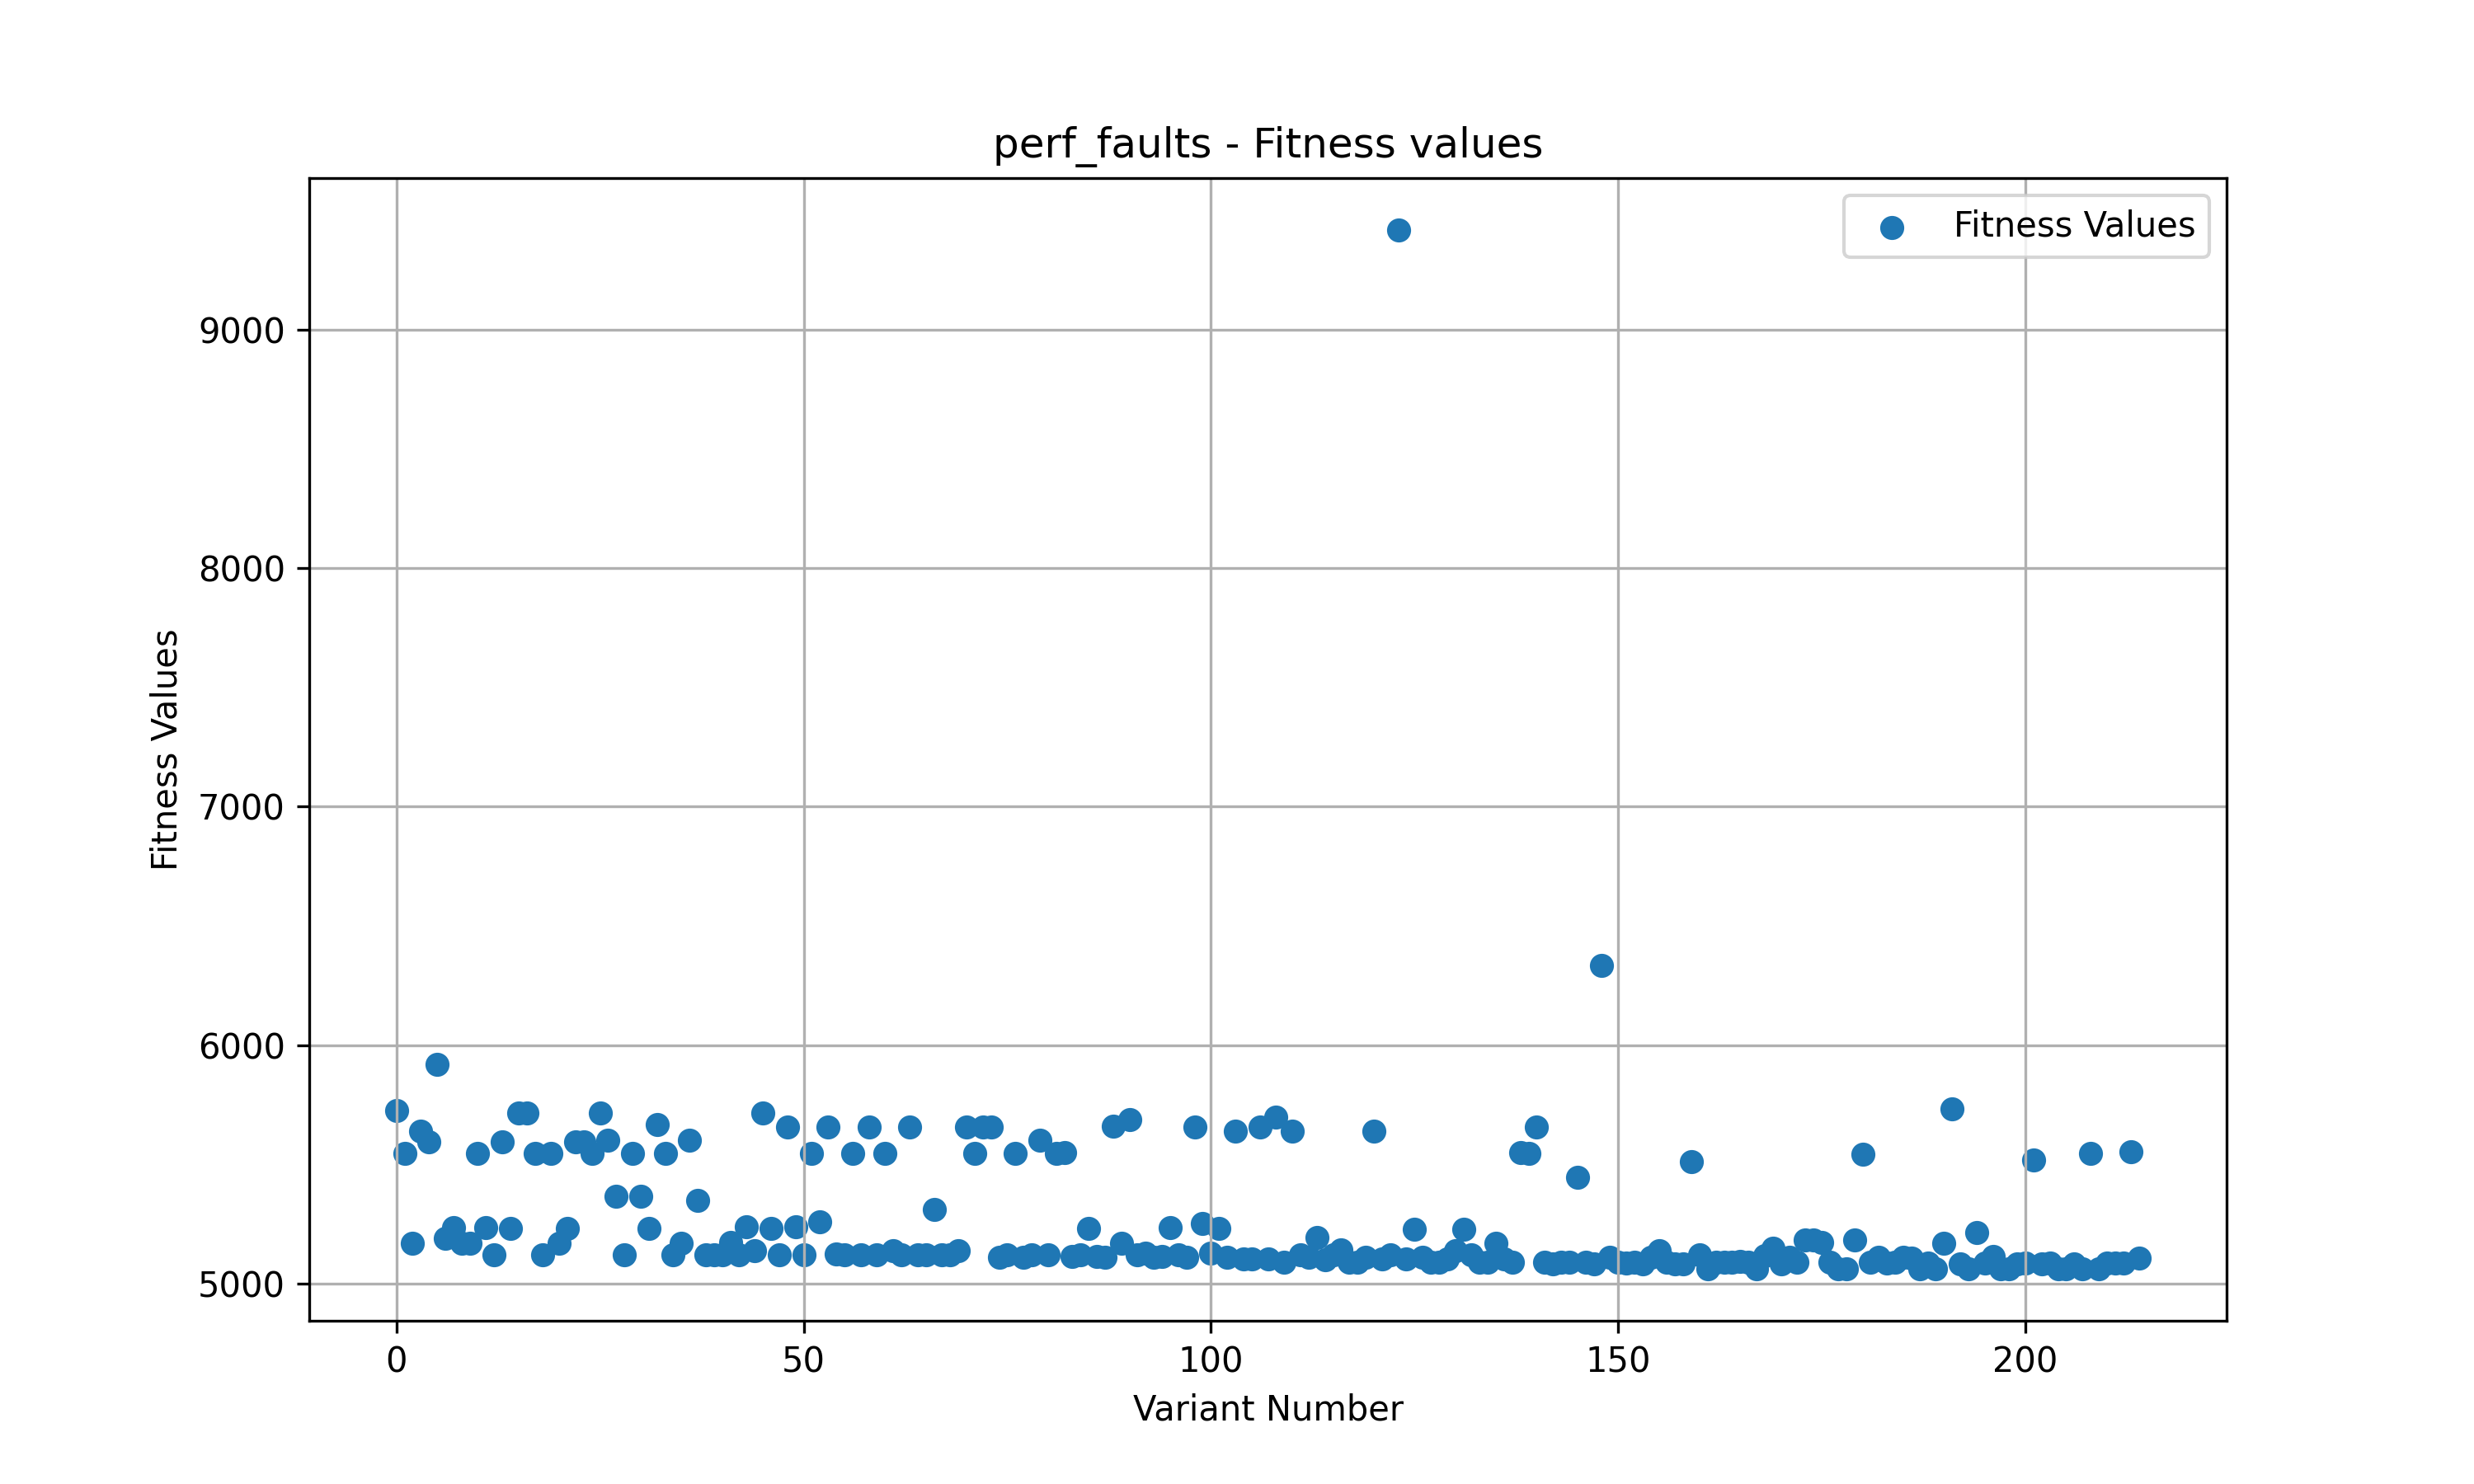 perf_faults - Fitness values
Fitness Values
9000
8000
7000
6000
5000
Fitness Values
0 50 100 150 200
Variant Number